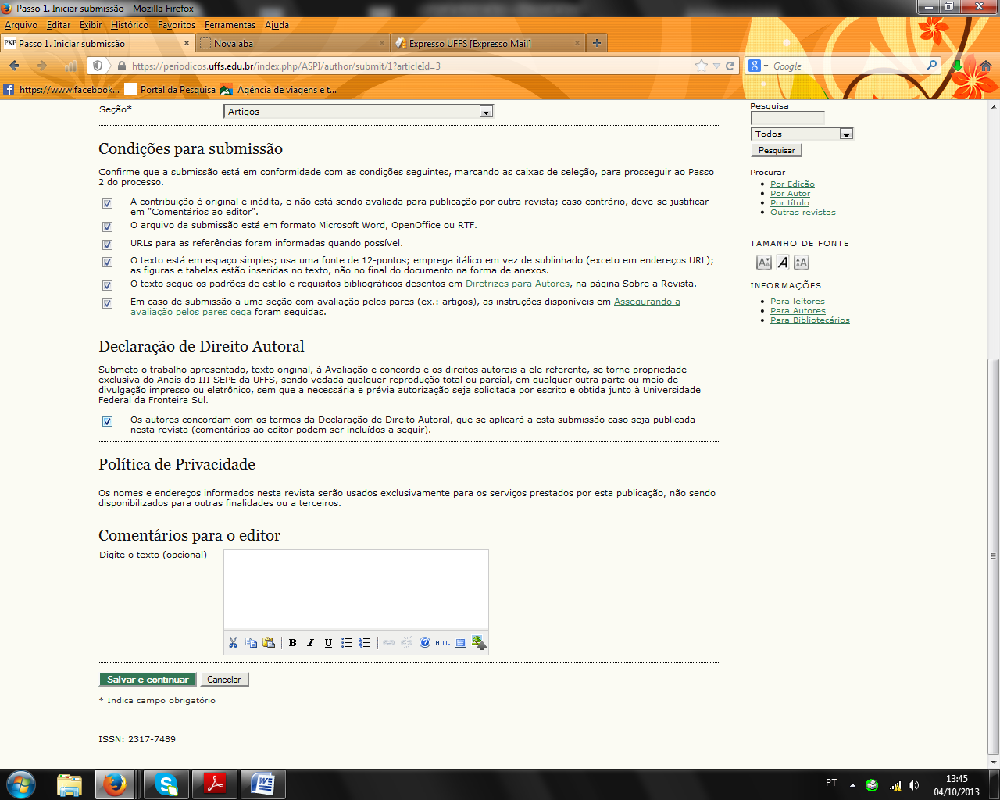 Passo 1. Iniciar submissão - Mozilla Firefox
Arquivo Editar Exibir Histórico Favoritos Ferramentas Ajuda
PKP Passo 1. Iniciar submissão Nova aba Expresso UFFS [Expresso Mail]
https://periodicos.uffs.edu.br/index.php/ASPI/author/submit/1?articleId=3 Google
https://www.facebook... Portal da Pesquisa Agência de viagens e t...
Seção* Artigos
Condições para submissão
Confirme que a submissão está em conformidade com as condições seguintes, marcando as caixas de seleção, para prosseguir ao Passo
2 do processo.
A contribuição é original e inédita, e não está sendo avaliada para publicação por outra revista; caso contrário, deve-se justificar
em "Comentários ao editor".
O arquivo da submissão está em formato Microsoft Word, OpenOffice ou RTF.
URLs para as referências foram informadas quando possível.
O texto está em espaço simples; usa uma fonte de 12-pontos; emprega itálico em vez de sublinhado (exceto em endereços URL);
as figuras e tabelas estão inseridas no texto, não no final do documento na forma de anexos.
O texto segue os padrões de estilo e requisitos bibliográficos descritos em Diretrizes para Autores, na página Sobre a Revista.
Em caso de submissão a uma seção com avaliação pelos pares (ex.: artigos), as instruções disponíveis em Assegurando a
avaliação pelos pares cega foram seguidas.
Declaração de Direito Autoral
Submeto o trabalho apresentado, texto original, à Avaliação e concordo e os direitos autorais a ele referente, se torne propriedade
exclusiva do Anais do III SEPE da UFFS, sendo vedada qualquer reprodução total ou parcial, em qualquer outra parte ou meio de
divulgação impresso ou eletrônico, sem que a necessária e prévia autorização seja solicitada por escrito e obtida junto à Universidade
Federal da Fronteira Sul.
Os autores concordam com os termos da Declaração de Direito Autoral, que se aplicará a esta submissão caso seja publicada
nesta revista (comentários ao editor podem ser incluídos a seguir).
Política de Privacidade
Os nomes e endereços informados nesta revista serão usados exclusivamente para os serviços prestados por esta publicação, não sendo
disponibilizados para outras finalidades ou a terceiros.
Comentários para o editor
Digite o texto (opcional)
B I U HTML
Salvar e continuar Cancelar
* Indica campo obrigatório
ISSN: 2317-7489
Pesquisa
Todos
Pesquisar
Procurar
Por Edição
Por Autor
Por título
Outras revistas
TAMANHO DE FONTE
A A A
INFORMAÇÕES
Para leitores
Para Autores
Para Bibliotecários
PT 13:45
04/10/2013